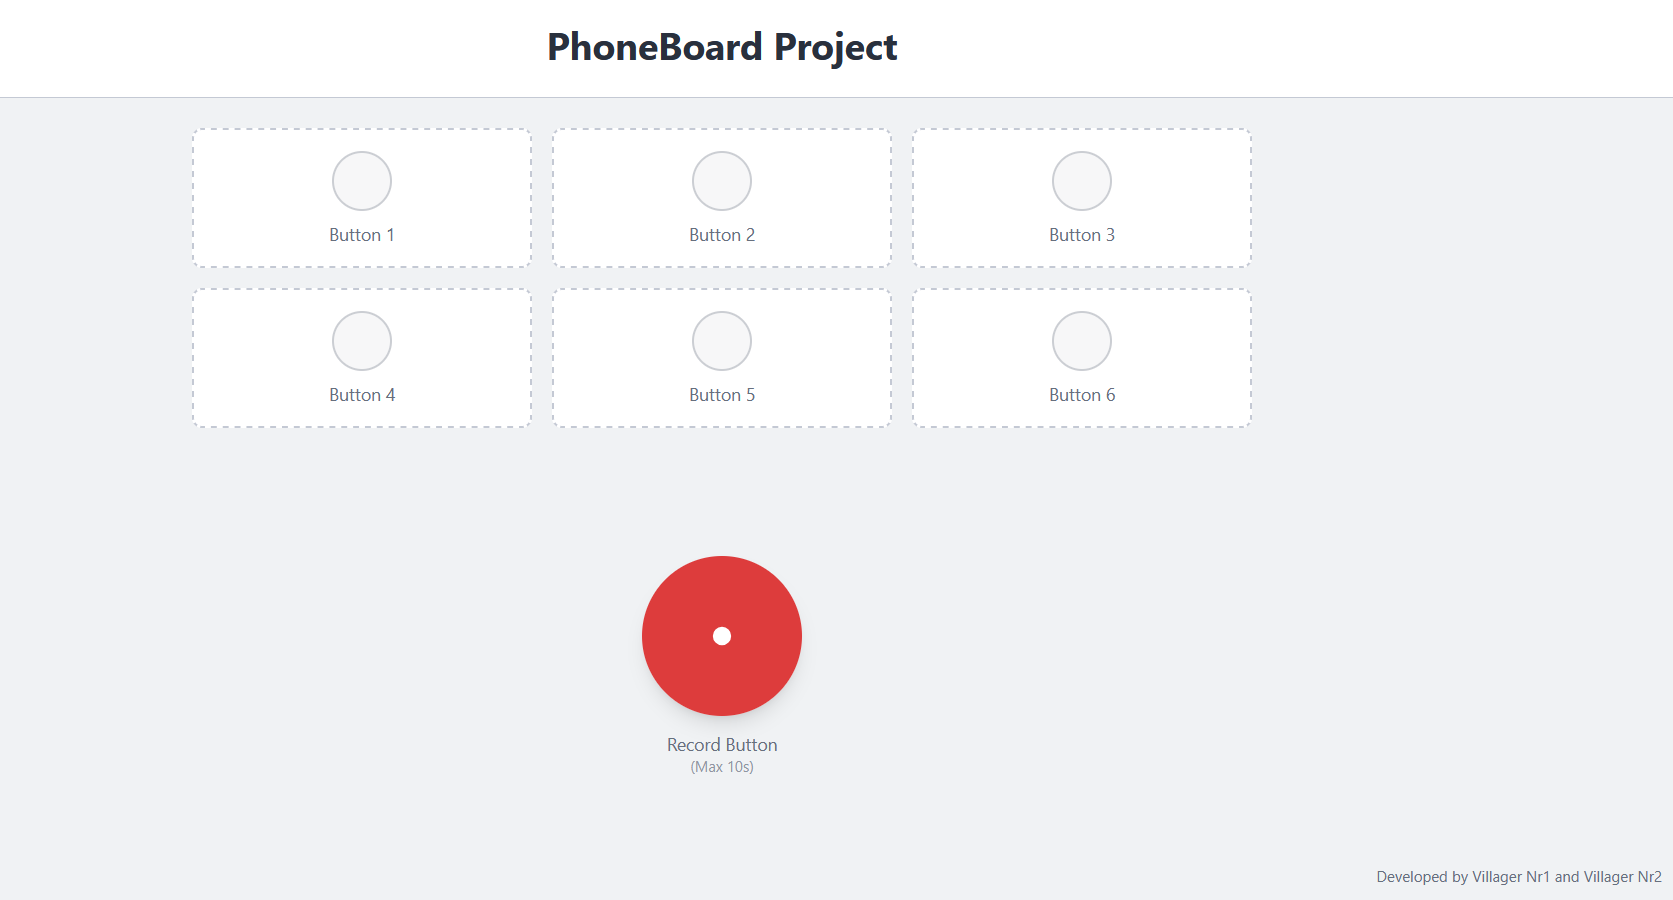 PhoneBoard Project
Button 1
Button 2
Button 3
Button 4
Button 5
Button 6
Record Button
(Max 10s)
Developed by Villager Nr1 and Villager Nr2